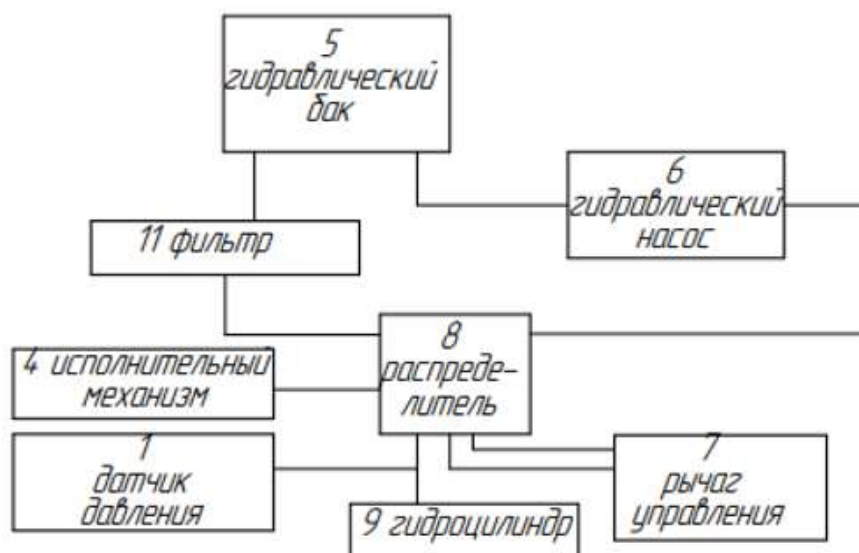 5
гидравлический
бак
6
гидравлический
насос
11 фильтр
8
распреде-
литель
4 исполнительный
механизм
1
датчик
давления
7
рычаг
управления
9 гидроцилиндр